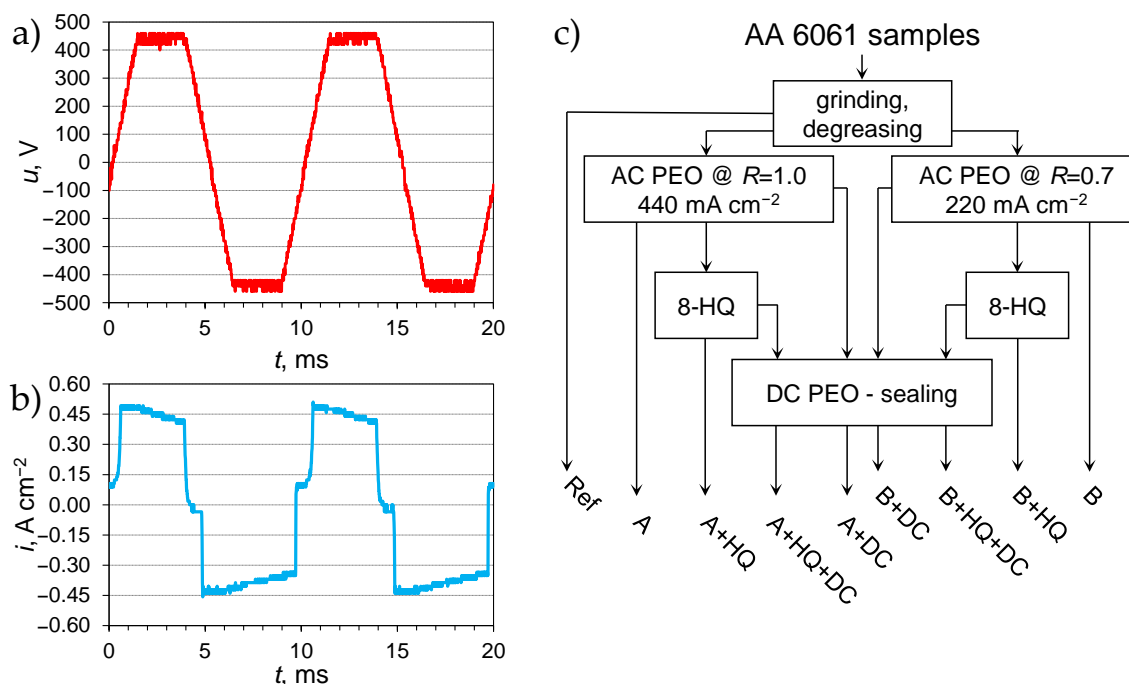 a)
500
400
300
200
100
0
−100
−200
−300
−400
−500
u, V
0
5
10
15
20
t, ms
b)
0.60
0.45
0.30
0.15
0.00
−0.15
−0.30
−0.45
−0.60
i, A cm−2
0
5
10
15
20
t, ms
c)
AA 6061 samples
grinding,
degreasing
AC PEO @ R=1.0
440 mA cm−2
AC PEO @ R=0.7
220 mA cm−2
8-HQ
8-HQ
DC PEO - sealing
Ref
A
A+HQ
A+HQ+DC
A+DC
B+DC
B+HQ+DC
B+HQ
B